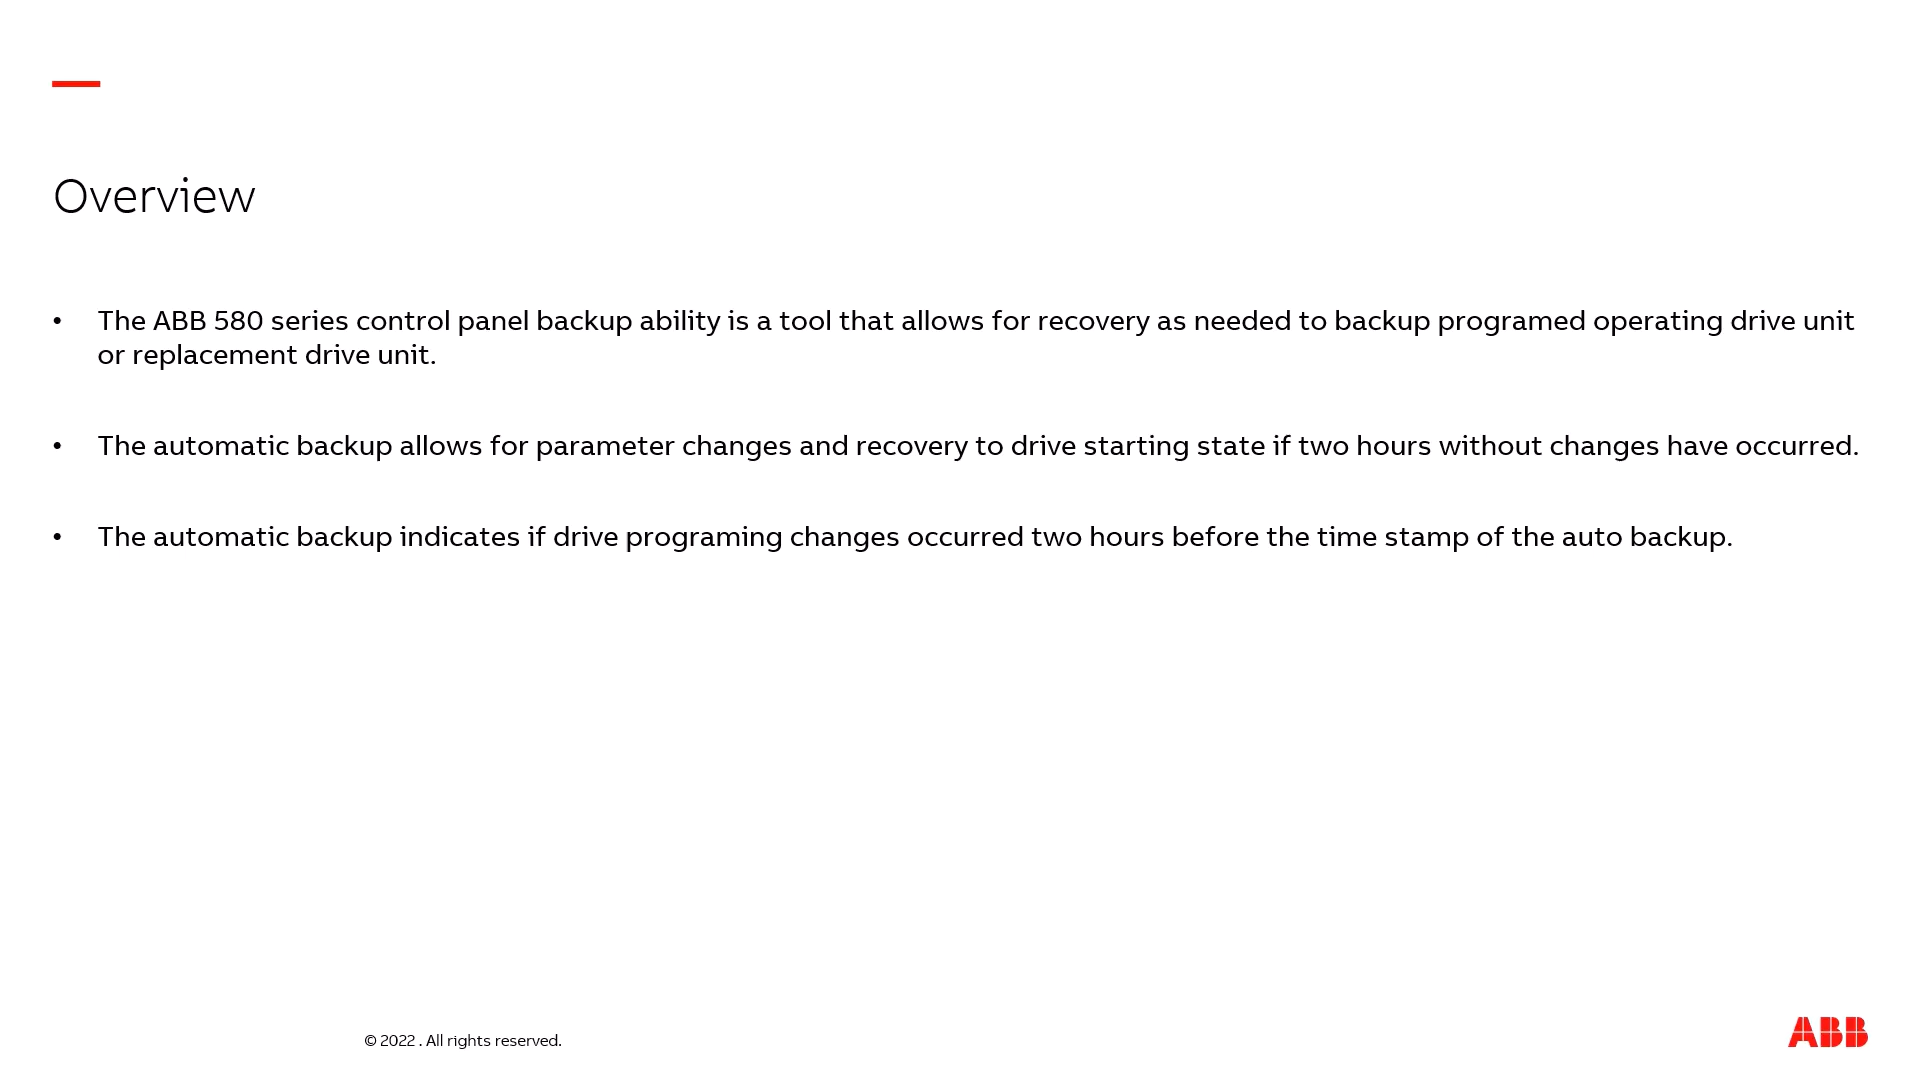 Overview
• The ABB 580 series control panel backup ability is a tool that allows for recovery as needed to backup programed operating drive unit
or replacement drive unit.
• The automatic backup allows for parameter changes and recovery to drive starting state if two hours without changes have occurred.
• The automatic backup indicates if drive programing changes occurred two hours before the time stamp of the auto backup.
© 2022 . All rights reserved.
ABB